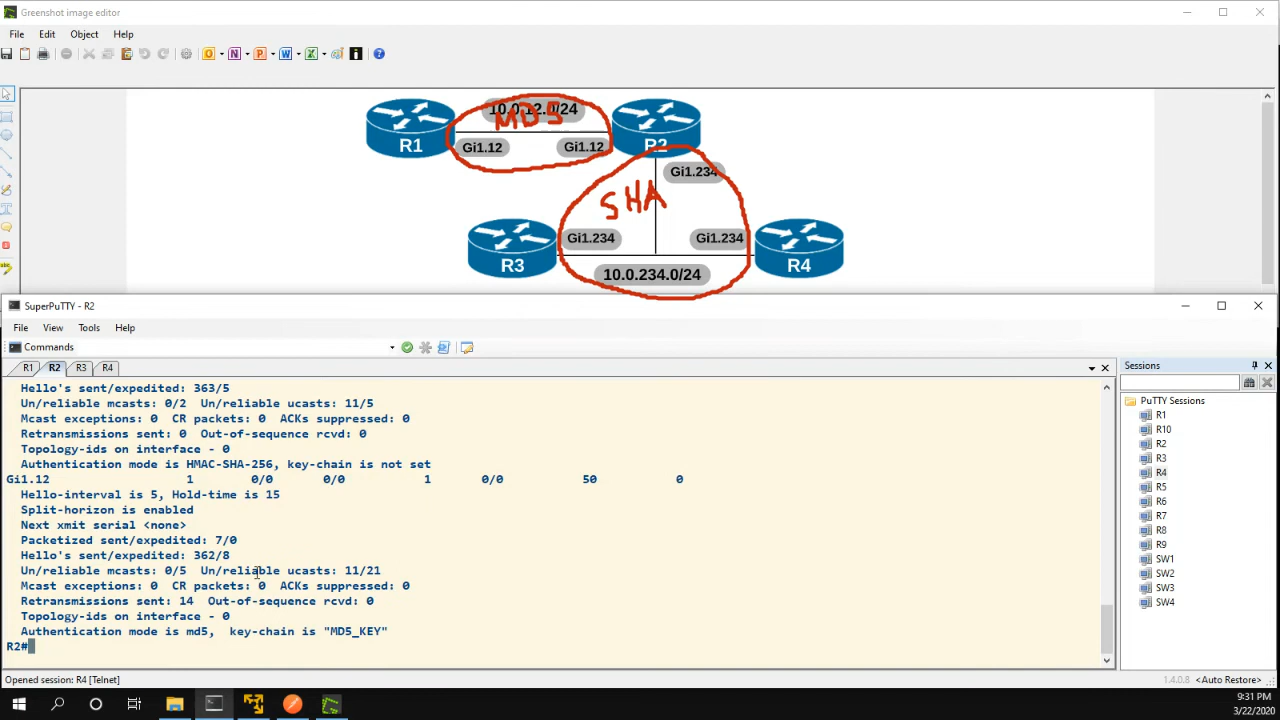 Greenshot image editor
File Edit Object Help
10.0.12.0/24
MD5
R1
R2
Gi1.12
Gi1.12
Gi1.234
SHA
Gi1.234
Gi1.234
R3
R4
10.0.234.0/24
SuperPuTTY - R2
File View Tools Help
Commands
R1 R2 R3 R4
Hello's sent/expedited: 363/5
Un/reliable mcasts: 0/2 Un/reliable ucasts: 11/5
Mcast exceptions: 0 CR packets: 0 ACKs suppressed: 0
Retransmissions sent: 0 Out-of-sequence rcvd: 0
Topology-ids on interface - 0
Authentication mode is HMAC-SHA-256, key-chain is not set
Gi1.12 1 0/0 0/0 1 0/0 50 0
Hello-interval is 5, Hold-time is 15
Split-horizon is enabled
Next xmit serial <none>
Packetized sent/expedited: 7/0
Hello's sent/expedited: 362/8
Un/reliable mcasts: 0/5 Un/reliable ucasts: 11/21
Mcast exceptions: 0 CR packets: 0 ACKs suppressed: 0
Retransmissions sent: 14 Out-of-sequence rcvd: 0
Topology-ids on interface - 0
Authentication mode is md5, key-chain is "MD5_KEY"
R2#
Sessions
PuTTY Sessions
R1
R10
R2
R3
R4
R5
R6
R7
R8
R9
SW1
SW2
SW3
SW4
Opened session: R4 [Telnet]
1.4.0.8 <Auto Restore>
9:31 PM
3/22/2020